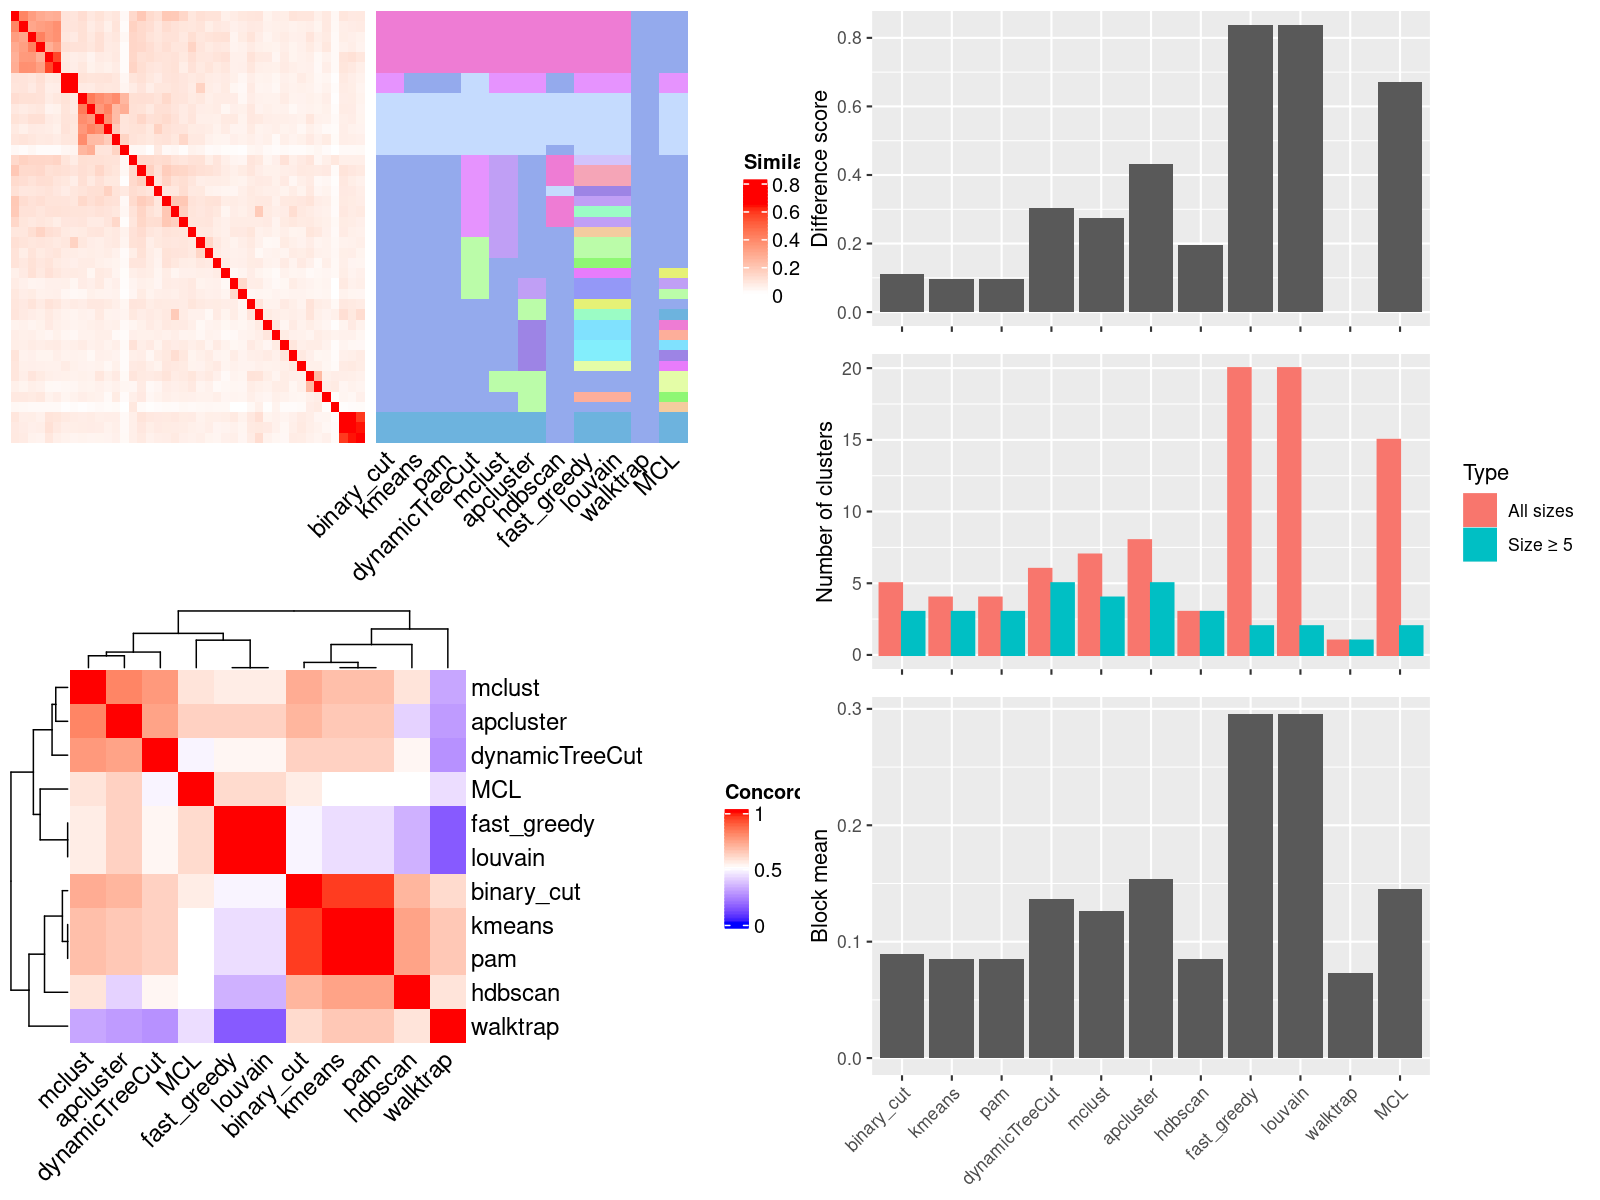 Simila
0.8
0.6
0.4
0.2
0
binary_cut
kmeans
pam
dynamicTreeCut
mclust
apcluster
hdbscan
fast_greedy
louvain
walktrap
MCL
mclust
apcluster
dynamicTreeCut
MCL
fast_greedy
louvain
binary_cut
kmeans
pam
hdbscan
walktrap
mclust
apcluster
dynamicTreeCut
MCL
fast_greedy
louvain
binary_cut
kmeans
pam
hdbscan
walktrap
Concord
1
0.5
0
Difference score
0.8
0.6
0.4
0.2
0.0
Number of clusters
20
15
10
5
0
Type
All sizes
Size ≥ 5
Block mean
0.3
0.2
0.1
0.0
binary_cut
kmeans
pam
dynamicTreeCut
mclust
apcluster
hdbscan
fast_greedy
louvain
walktrap
MCL